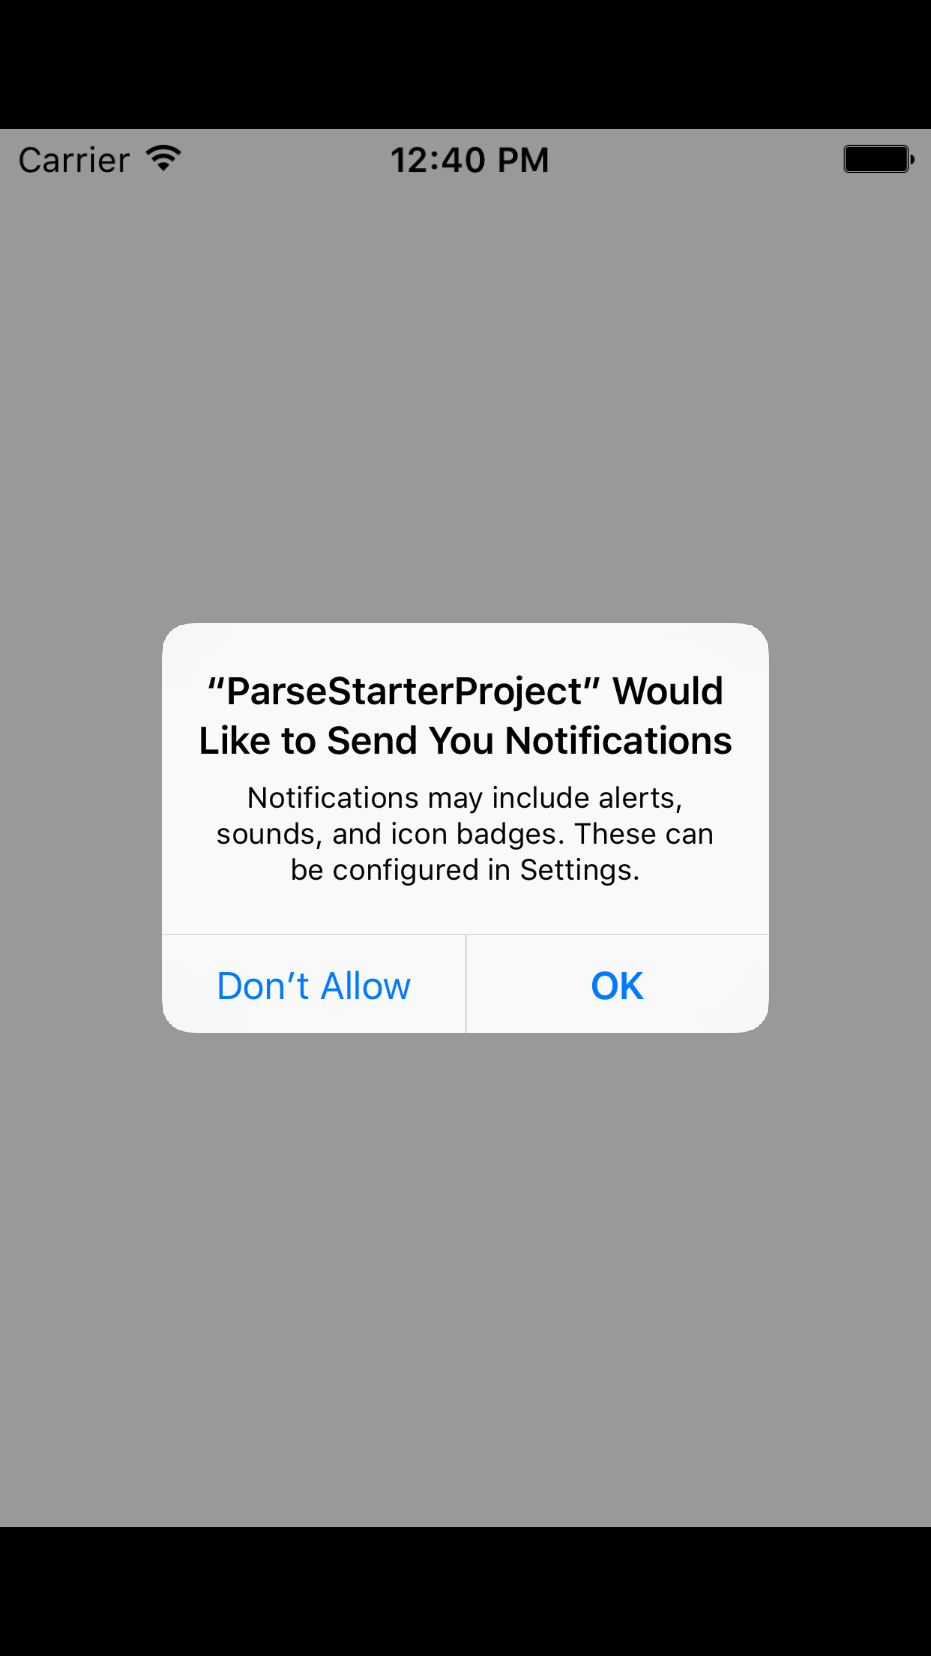 Carrier 12:40 PM
“ParseStarterProject” Would
Like to Send You Notifications
Notifications may include alerts,
sounds, and icon badges. These can
be configured in Settings.
Don’t Allow OK